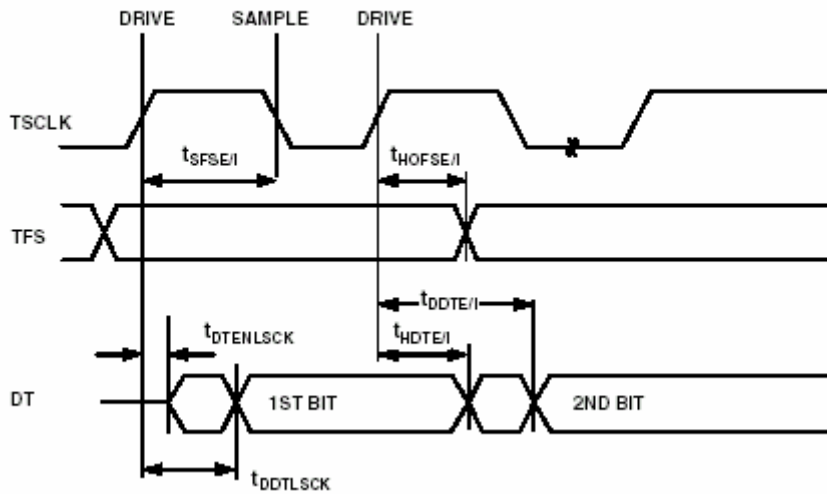 DRIVE SAMPLE DRIVE
TSCLK
tSFSE/I tHOFSE/I
TFS
tDDTE/I
tDTENLSCK tHDTE/I
DT 1ST BIT 2ND BIT
tDDTLSCK